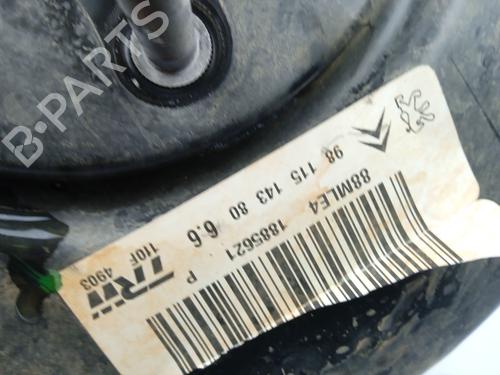 B-PARTS
98 115 143 80 6.6
88MLE4
1885621 P
TRW
110F
4903